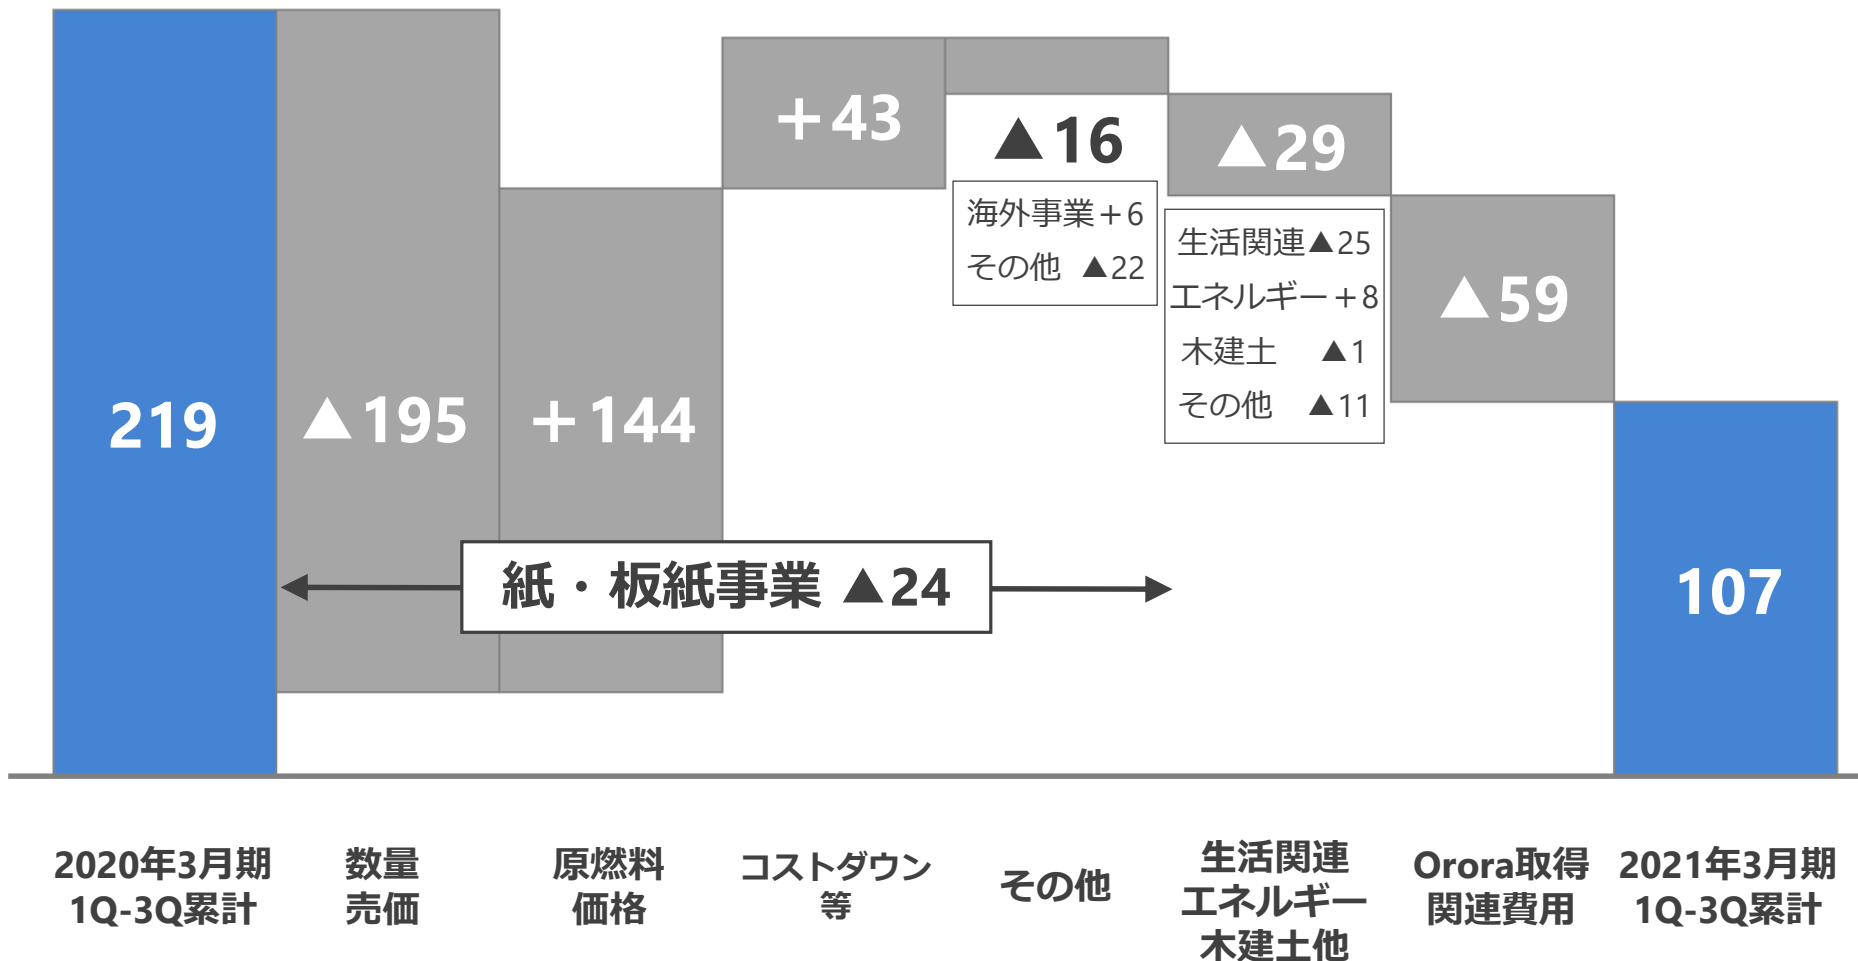 219
▲195
＋144
＋43
▲16
海外事業＋6
その他 ▲22
▲29
生活関連▲25
エネルギー＋8
木建土 ▲1
その他 ▲11
▲59
107
紙・板紙事業 ▲24
2020年3月期
1Q-3Q累計
数量
売価
原燃料
価格
コストダウン
等
その他
生活関連
エネルギー
木建土他
Orora取得
関連費用
2021年3月期
1Q-3Q累計